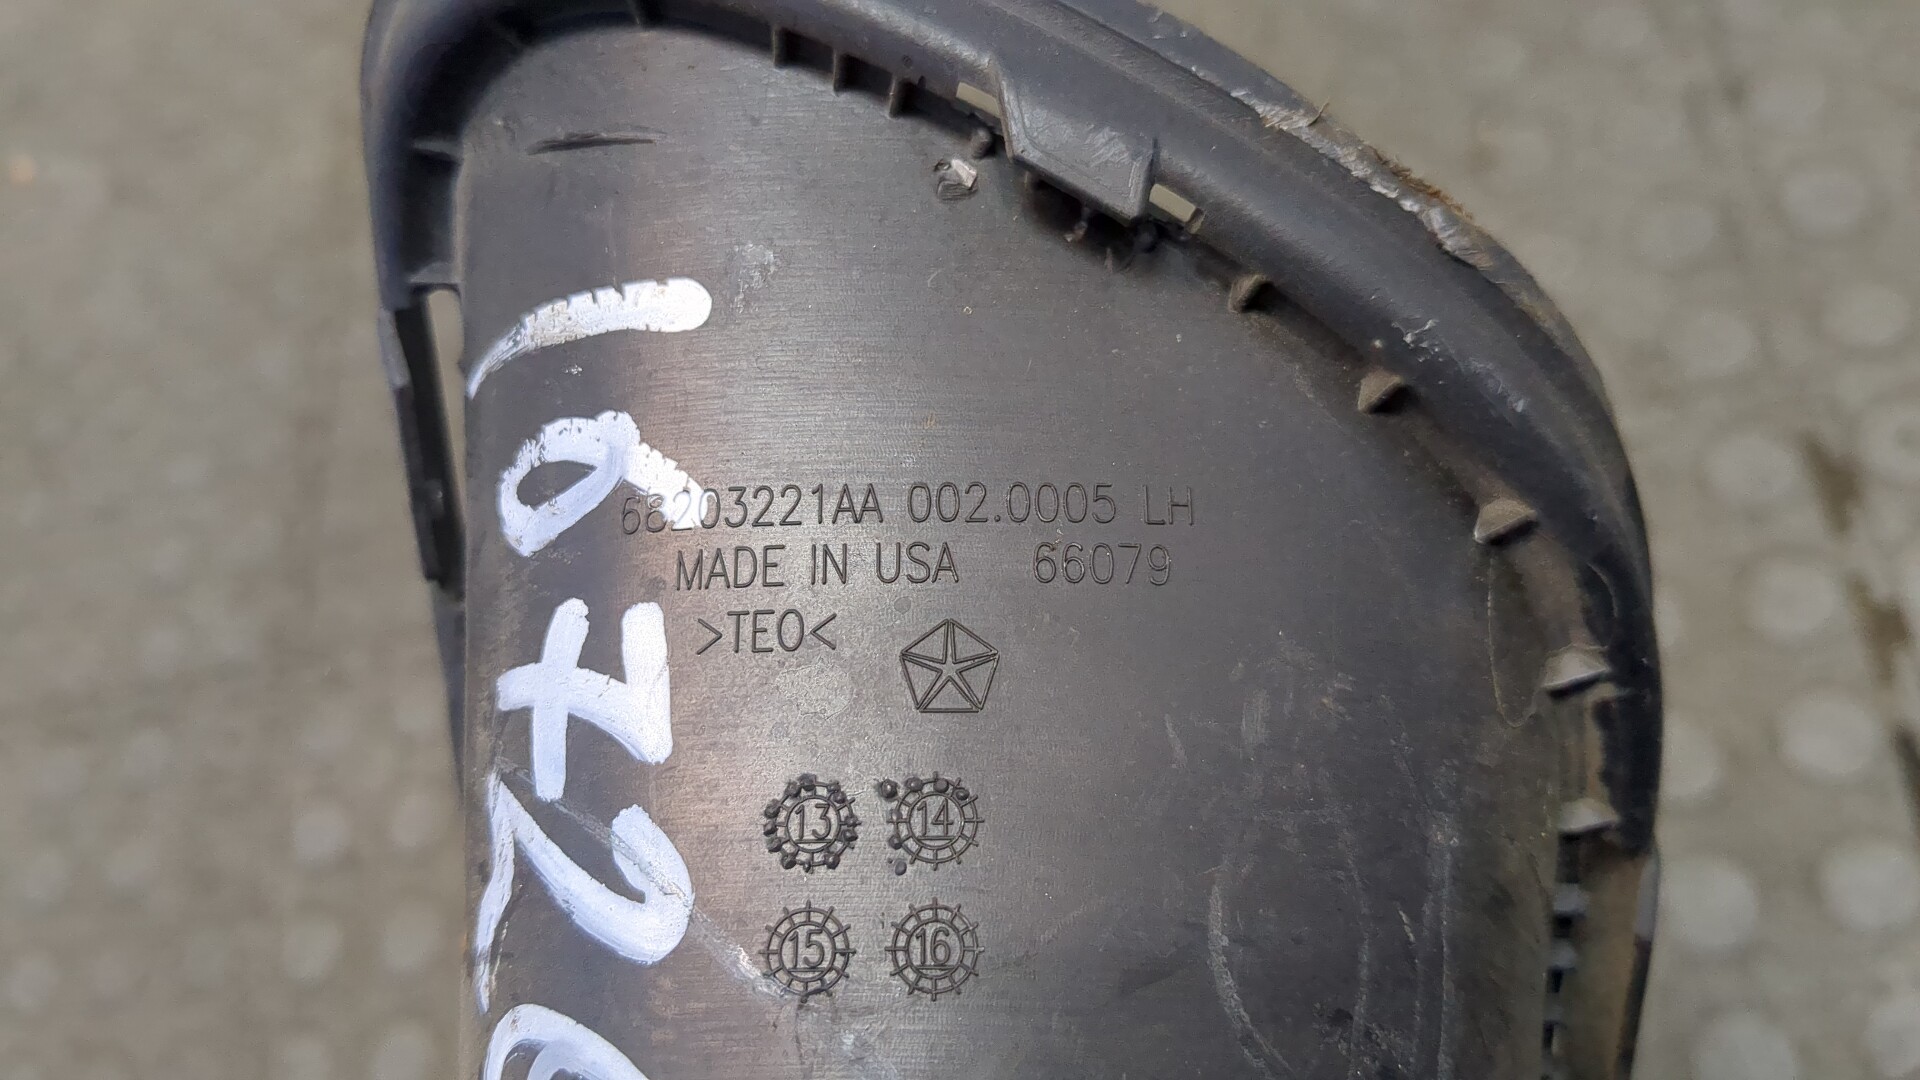 68203221AA 002.0005 LH
MADE IN USA 66079
>TEO<
13 14
15 16